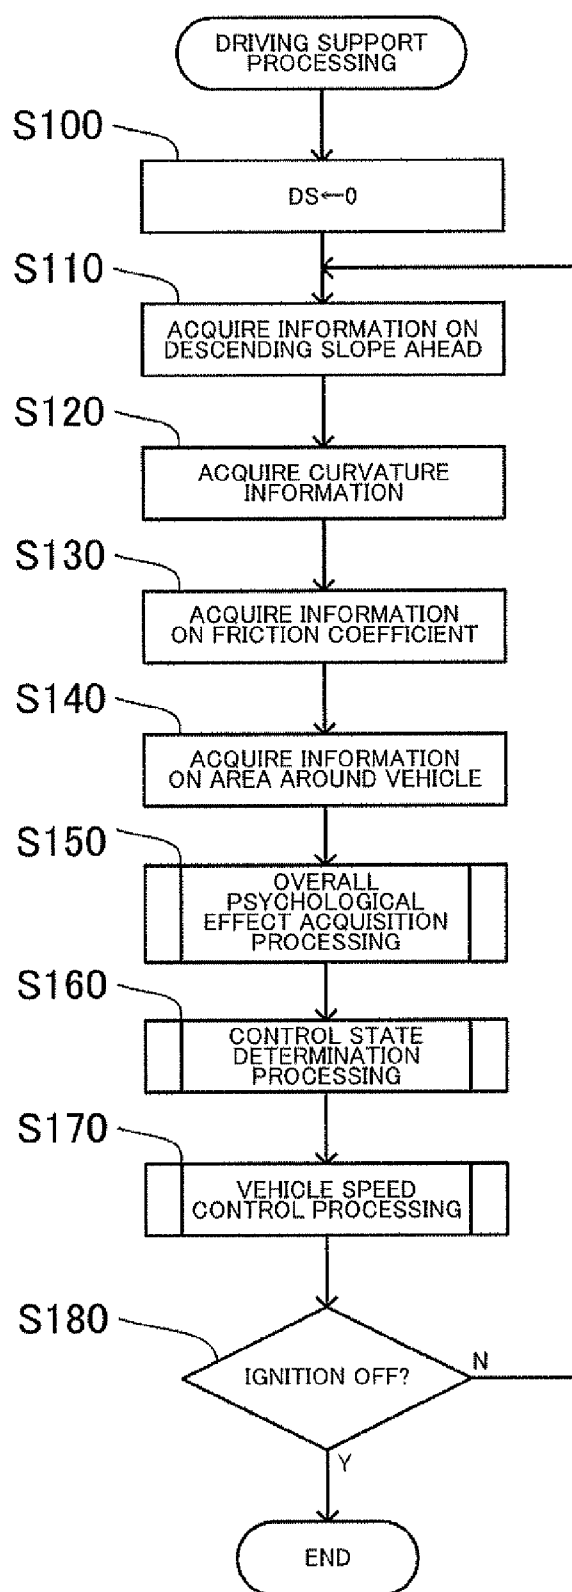 DRIVING SUPPORT
PROCESSING
S100
DS←0
S110
ACQUIRE INFORMATION ON
DESCENDING SLOPE AHEAD
S120
ACQUIRE CURVATURE
INFORMATION
S130
ACQUIRE INFORMATION
ON FRICTION COEFFICIENT
S140
ACQUIRE INFORMATION
ON AREA AROUND VEHICLE
S150
OVERALL
PSYCHOLOGICAL
EFFECT ACQUISITION
PROCESSING
S160
CONTROL STATE
DETERMINATION
PROCESSING
S170
VEHICLE SPEED
CONTROL PROCESSING
S180
IGNITION OFF?
N
Y
END